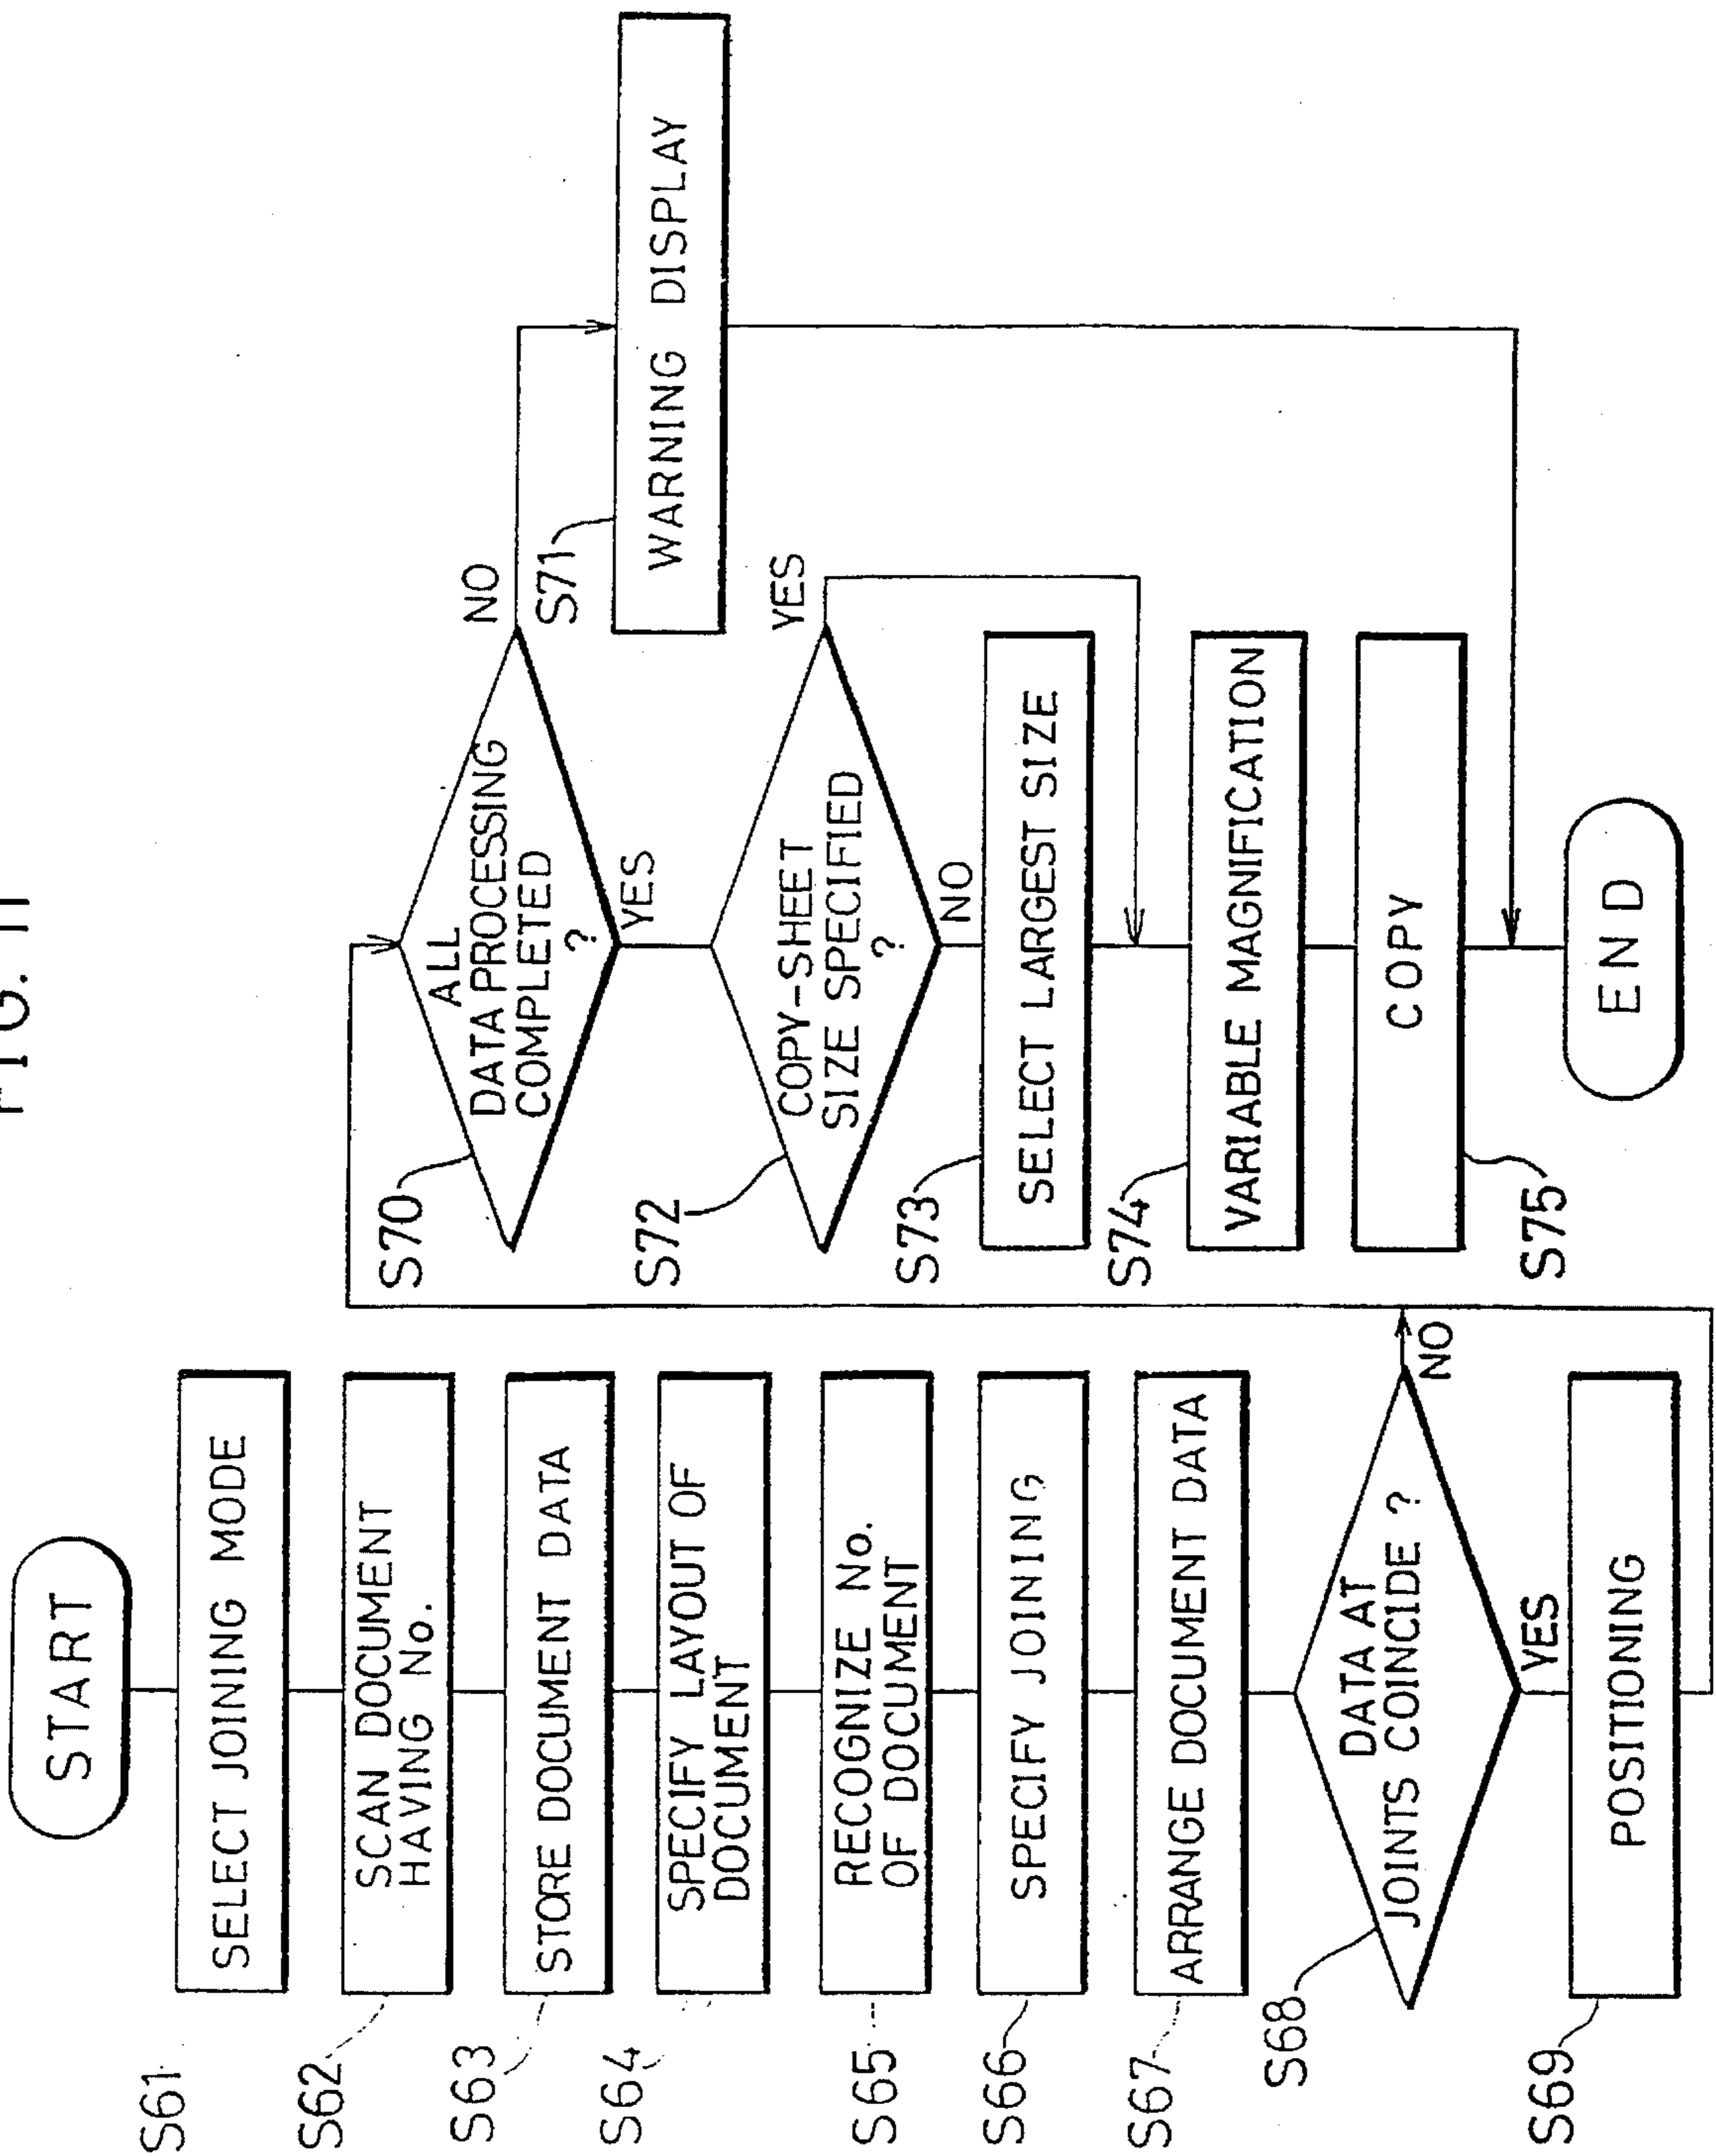 FIG. 11
START
S61
SELECT JOINING MODE
S62
SCAN DOCUMENT
HAVING No.
S63
STORE DOCUMENT DATA
S64
SPECIFY LAYOUT OF
DOCUMENT
S65
RECOGNIZE No.
OF DOCUMENT
S66
SPECIFY JOINING
S67
ARRANGE DOCUMENT DATA
S68
DATA AT
JOINTS COINCIDE ?
NO
YES
S69
POSITIONING
S70
ALL
DATA PROCESSING
COMPLETED
?
NO
YES
S71
WARNING DISPLAY
S72
COPY-SHEET
SIZE SPECIFIED
?
YES
NO
S73
SELECT LARGEST SIZE
S74
VARIABLE MAGNIFICATION
COPY
S75
END